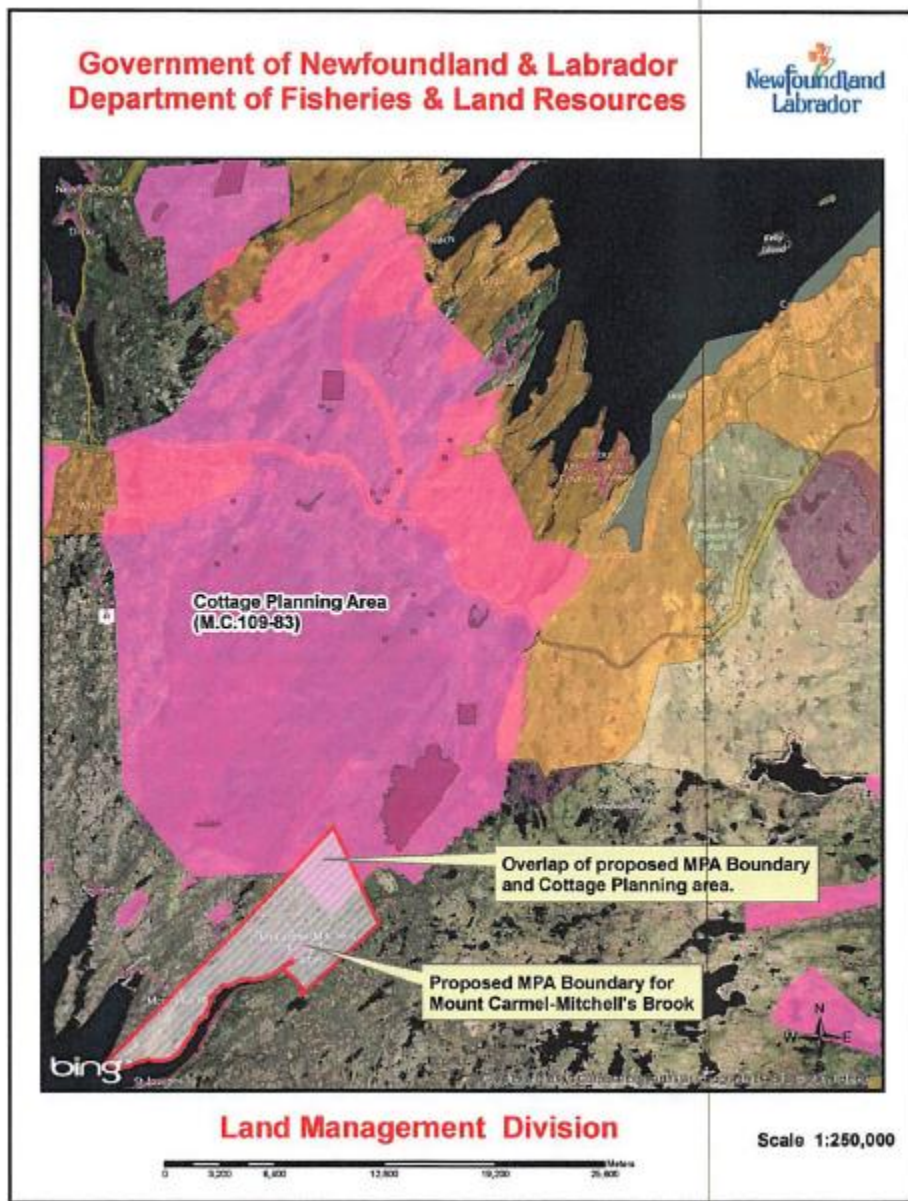 Government of Newfoundland & Labrador
Department of Fisheries & Land Resources
Newfoundland
Labrador
Kelly
Island
Cottage Planning Area
(M.C.109-83)
Overlap of proposed MPA Boundary
and Cottage Planning area.
Proposed MPA Boundary for
Mount Carmel-Mitchell's Brook
N
W E
S
bing
Land Management Division
Scale 1:250,000
Meters
0 3,200 6,400 12,800 19,200 25,600